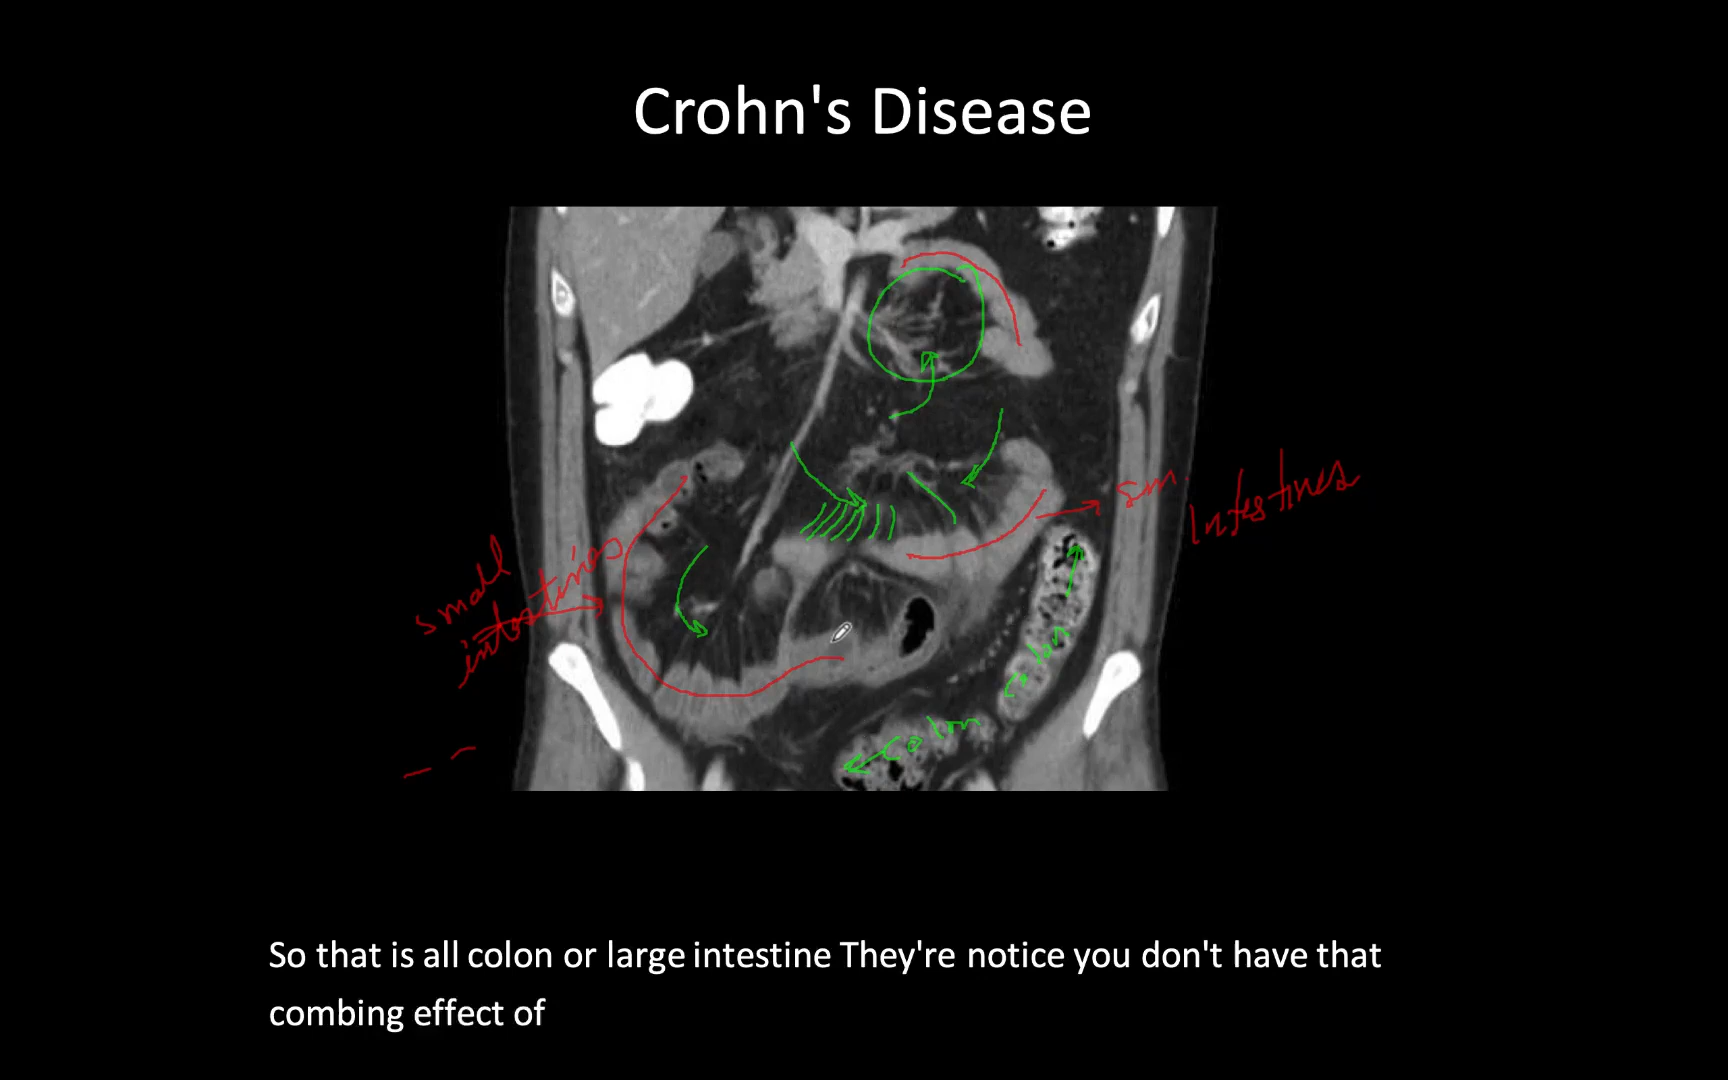 Crohn's Disease
sm.
Intestines
small
intestines
Colon
Colon
So that is all colon or large intestine They're notice you don't have that
combing effect of